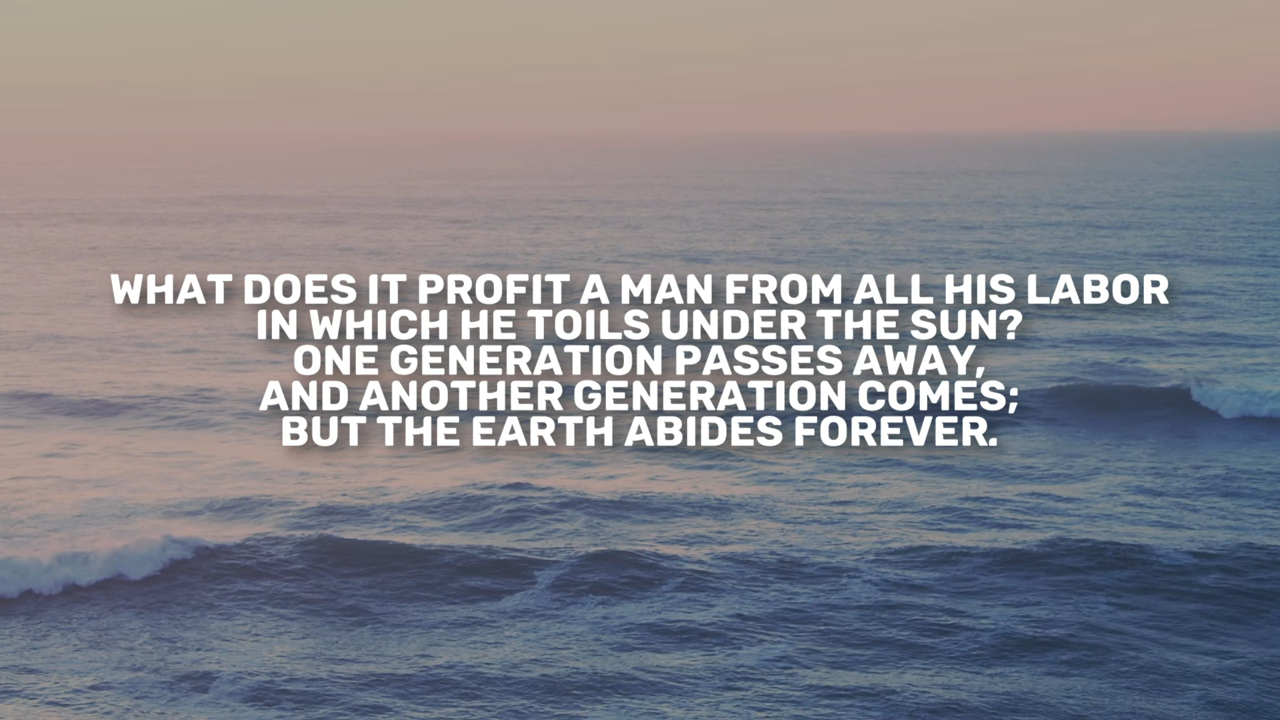 WHAT DOES IT PROFIT A MAN FROM ALL HIS LABOR
IN WHICH HE TOILS UNDER THE SUN?
ONE GENERATION PASSES AWAY,
AND ANOTHER GENERATION COMES;
BUT THE EARTH ABIDES FOREVER.